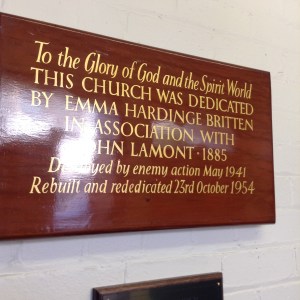 To the Glory of God and the Spirit World
THIS CHURCH WAS DEDICATED
BY EMMA HARDINGE BRITTEN
IN ASSOCIATION WITH
JOHN LAMONT · 1885
Destroyed by enemy action May 1941
Rebuilt and rededicated 23rd October 1954